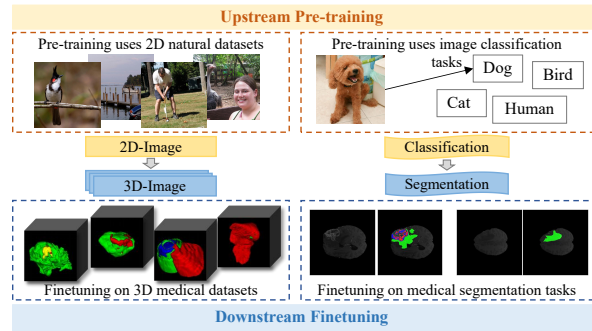 Upstream Pre-training
Pre-training uses 2D natural datasets
Pre-training uses image classification
tasks
Dog
Bird
Cat
Human
2D-Image
Classification
3D-Image
Segmentation
Finetuning on 3D medical datasets
Finetuning on medical segmentation tasks
Downstream Finetuning